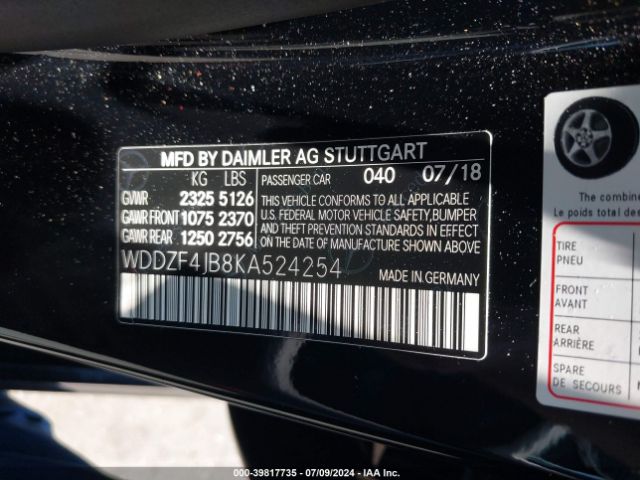 MFD BY DAIMLER AG STUTTGART
KG LBS
GVWR 2325 5126
GAWR FRONT 1075 2370
GAWR REAR 1250 2756
PASSENGER CAR 040 07/18
THIS VEHICLE CONFORMS TO ALL APPLICABLE
U.S. FEDERAL MOTOR VEHICLE SAFETY, BUMPER
AND THEFT PREVENTION STANDARDS IN EFFECT
ON THE DATE OF MANUFACTURE SHOWN ABOVE.
WDDZF4JB8KA524254
MADE IN GERMANY
The combine
Le poids total de
TIRE
PNEU
FRONT
AVANT
REAR
ARRIÈRE
SPARE
DE SECOURS
000-39817735 / 07/09/2024 / IAA Inc.